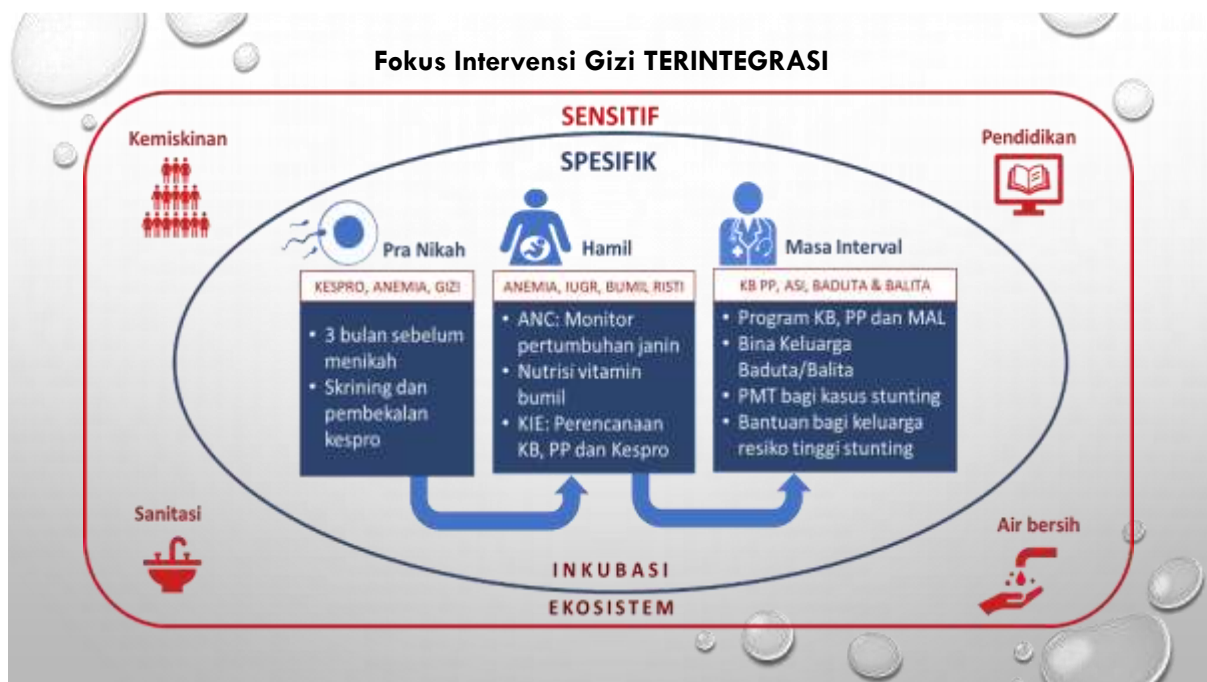 Fokus Intervensi Gizi TERINTEGRASI
SENSITIF
Kemiskinan
Pendidikan
SPESIFIK
Pra Nikah
KESPRO, ANEMIA, GIZI
• 3 bulan sebelum
menikah
• Skrining dan
pembekalan
kespro
Hamil
ANEMIA, IUGR, BUMIL RISTI
• ANC: Monitor
pertumbuhan janin
• Nutrisi vitamin
bumil
• KIE: Perencanaan
KB, PP dan Kespro
Masa Interval
KB PP, ASI, BADUTA & BALITA
• Program KB, PP dan MAL
• Bina Keluarga
Baduta/Balita
• PMT bagi kasus stunting
• Bantuan bagi keluarga
resiko tinggi stunting
Sanitasi
Air bersih
INKUBASI
EKOSISTEM